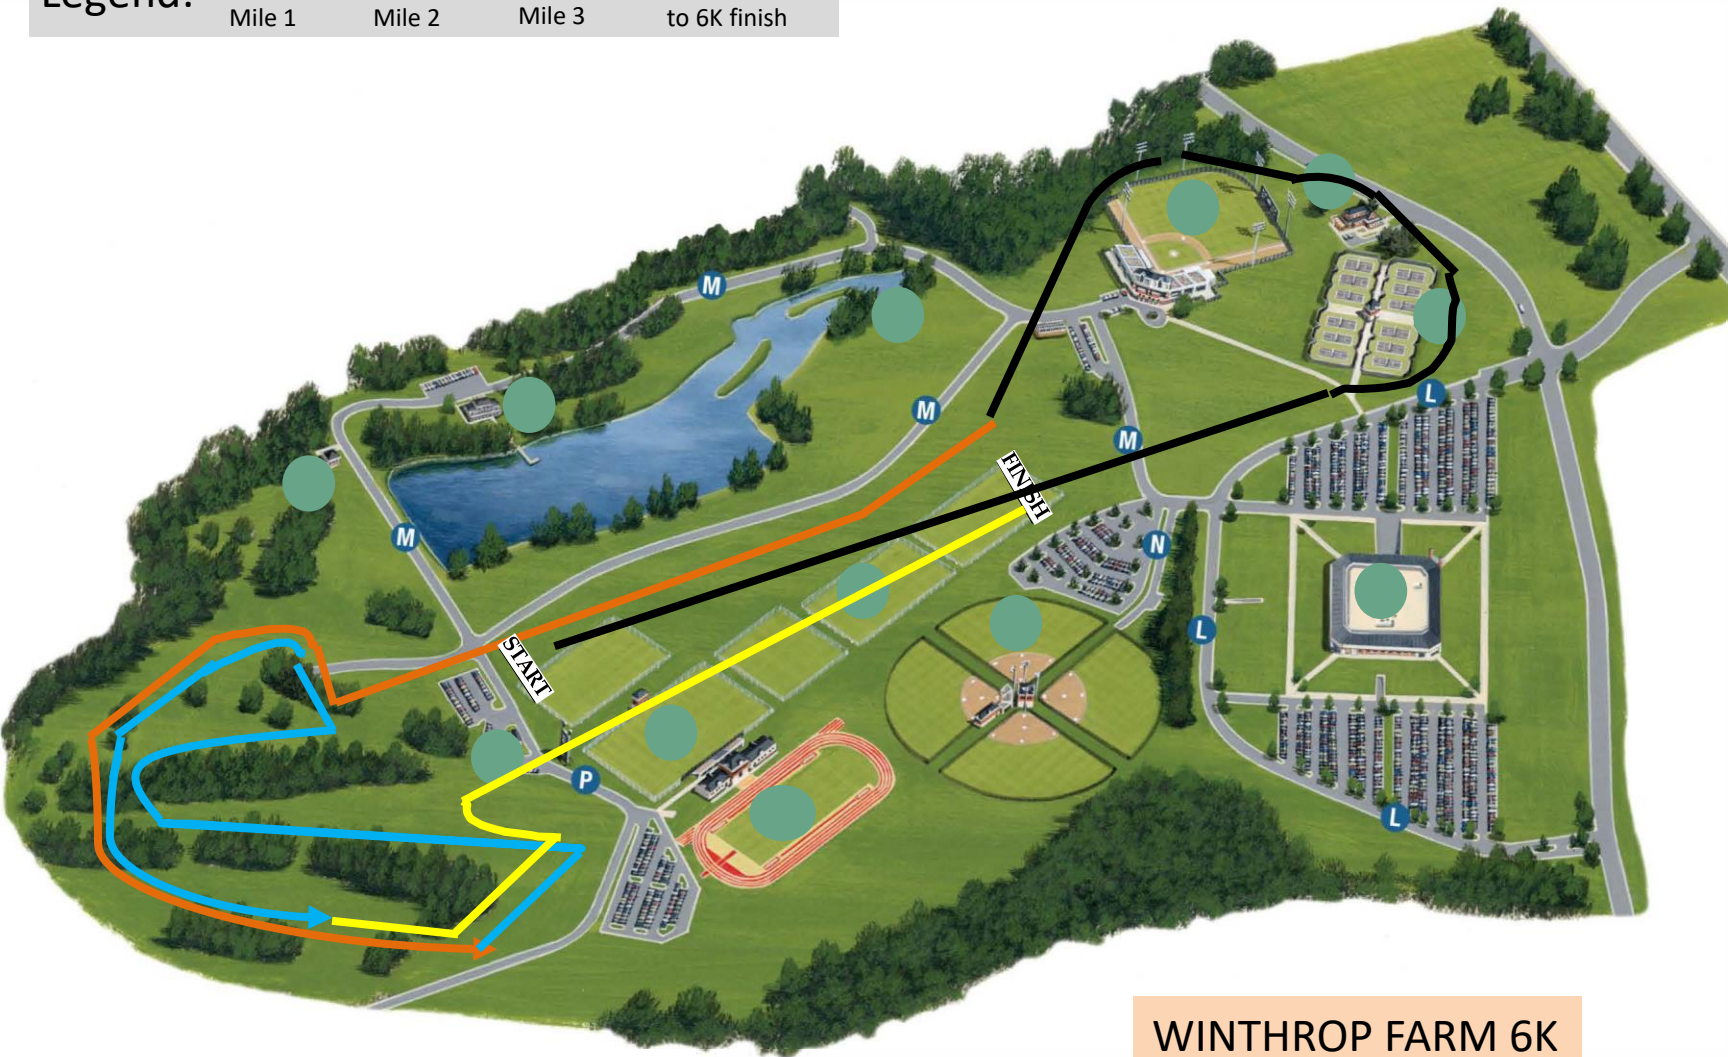 Legend:
Mile 1 Mile 2 Mile 3 to 6K finish
M
M
L
M
FINISH
M
N
L
START
P
L
WINTHROP FARM 6K